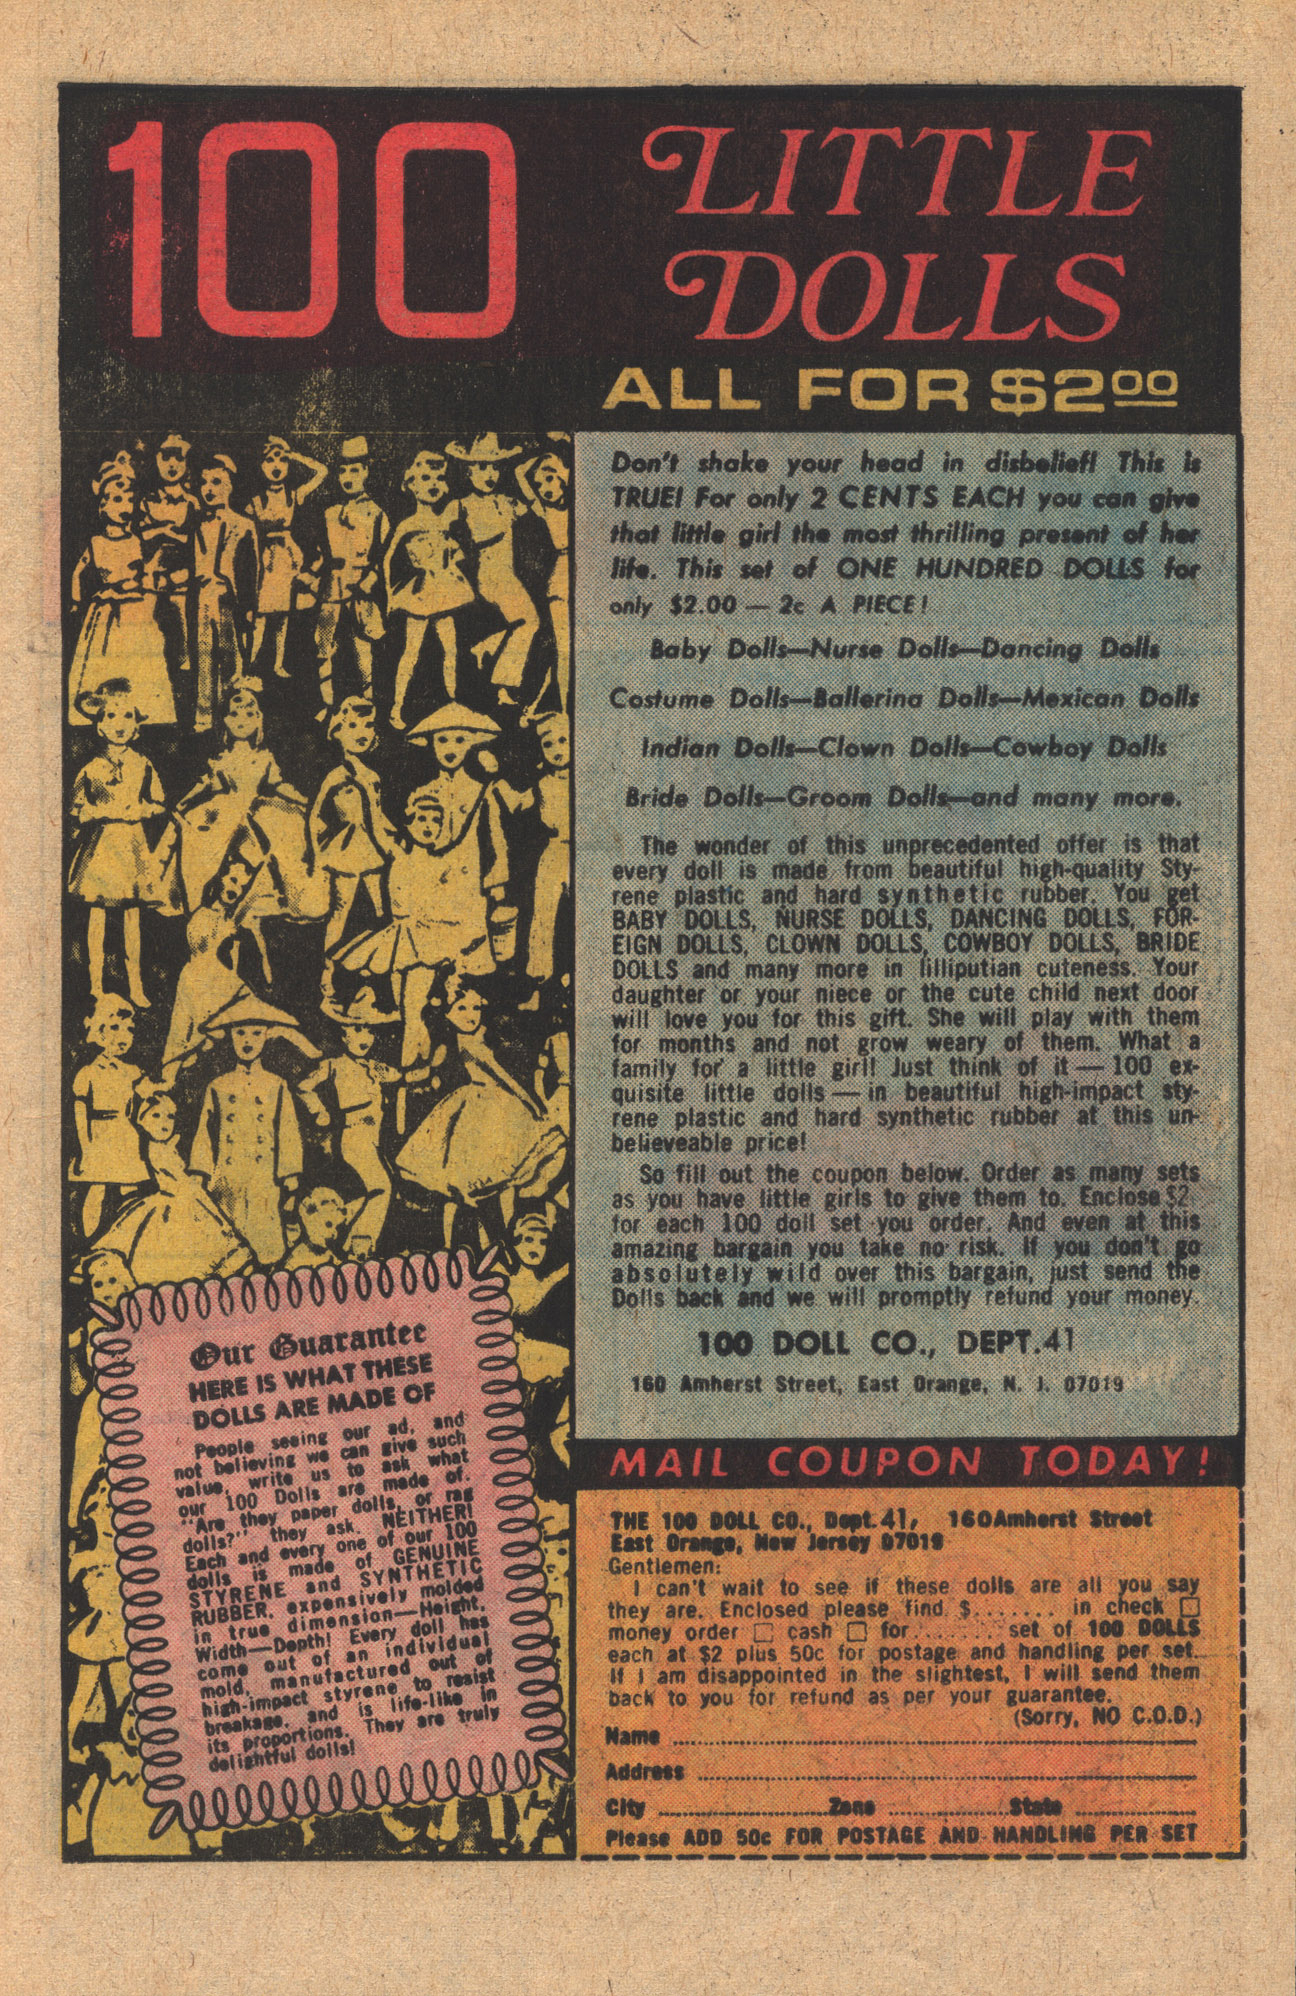 100
LITTLE
DOLLS
ALL FOR $2.00
Don't shake your head in disbelief! This is
TRUE! For only 2 CENTS EACH you can give
that little girl the most thrilling present of her
life. This set of ONE HUNDRED DOLLS for
only $2.00 — 2c A PIECE!
Baby Dolls—Nurse Dolls—Dancing Dolls
Costume Dolls—Ballerina Dolls—Mexican Dolls
Indian Dolls—Clown Dolls—Cowboy Dolls
Bride Dolls—Groom Dolls—and many more.
The wonder of this unprecedented offer is that
every doll is made from beautiful high-quality Sty-
rene plastic and hard synthetic rubber. You get
BABY DOLLS, NURSE DOLLS, DANCING DOLLS, FOR-
EIGN DOLLS, CLOWN DOLLS, COWBOY DOLLS, BRIDE
DOLLS and many more in lilliputian cuteness. Your
daughter or your niece or the cute child next door
will love you for this gift. She will play with them
for months and not grow weary of them. What a
family for a little girl! Just think of it — 100 ex-
quisite little dolls — in beautiful high-impact sty-
rene plastic and hard synthetic rubber at this un-
believeable price!
So fill out the coupon below. Order as many sets
as you have little girls to give them to. Enclose $2
for each 100 doll set you order. And even at this
amazing bargain you take no risk. If you don't go
absolutely wild over this bargain, just send the
Dolls back and we will promptly refund your money.
100 DOLL CO., DEPT. 41
160 Amherst Street, East Orange, N. J. 07019
Our Guarantee
HERE IS WHAT THESE
DOLLS ARE MADE OF
People seeing our ad, and
not believing we can give such
value, write us to ask what
our 100 Dolls are made of.
"Are they paper dolls, or rag
dolls?" they ask. NEITHER!
Each and every one of our 100
dolls is made of GENUINE
STYRENE and SYNTHETIC
RUBBER, expensively molded
in true dimension—Height,
Width—Depth! Every doll has
come out of an individual
mold, manufactured out of
high-impact styrene to resist
breakage, and is life-like in
its proportions. They are truly
delightful dolls!
MAIL COUPON TODAY!
THE 100 DOLL CO., Dept. 41, 160 Amherst Street
East Orange, New Jersey 07019
Gentlemen:
I can't wait to see if these dolls are all you say
they are. Enclosed please find $........ in check □
money order □ cash □ for........ set of 100 DOLLS
each at $2 plus 50c for postage and handling per set.
If I am disappointed in the slightest, I will send them
back to you for refund as per your guarantee.
(Sorry, NO C.O.D.)
Name
Address
City Zone State
Please ADD 50c FOR POSTAGE AND HANDLING PER SET